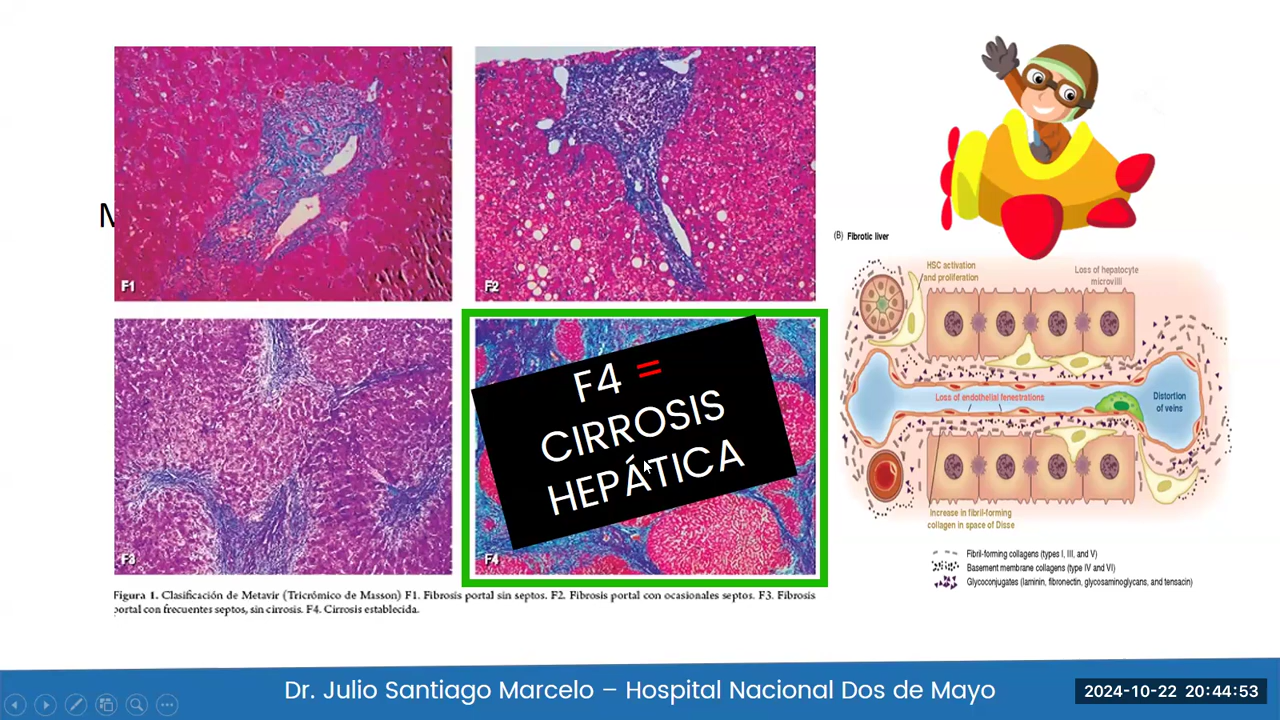 M
F1
F2
F3
F4
F4 =
CIRROSIS
HEPÁTICA
Figura 1. Clasificación de Metavir (Tricrómico de Masson) F1. Fibrosis portal sin septos. F2. Fibrosis portal con ocasionales septos. F3. Fibrosis
portal con frecuentes septos, sin cirrosis. F4. Cirrosis establecida.
(B) Fibrotic liver
HSC activation
and proliferation
Loss of hepatocyte
microvilli
Loss of endothelial fenestrations
Distortion
of veins
Increase in fibril-forming
collagen in space of Disse
Fibril-forming collagens (types I, III, and V)
Basement membrane collagens (type IV and VI)
Glycoconjugates (laminin, fibronectin, glycosaminoglycans, and tenascin)
Dr. Julio Santiago Marcelo – Hospital Nacional Dos de Mayo
2024-10-22 20:44:53